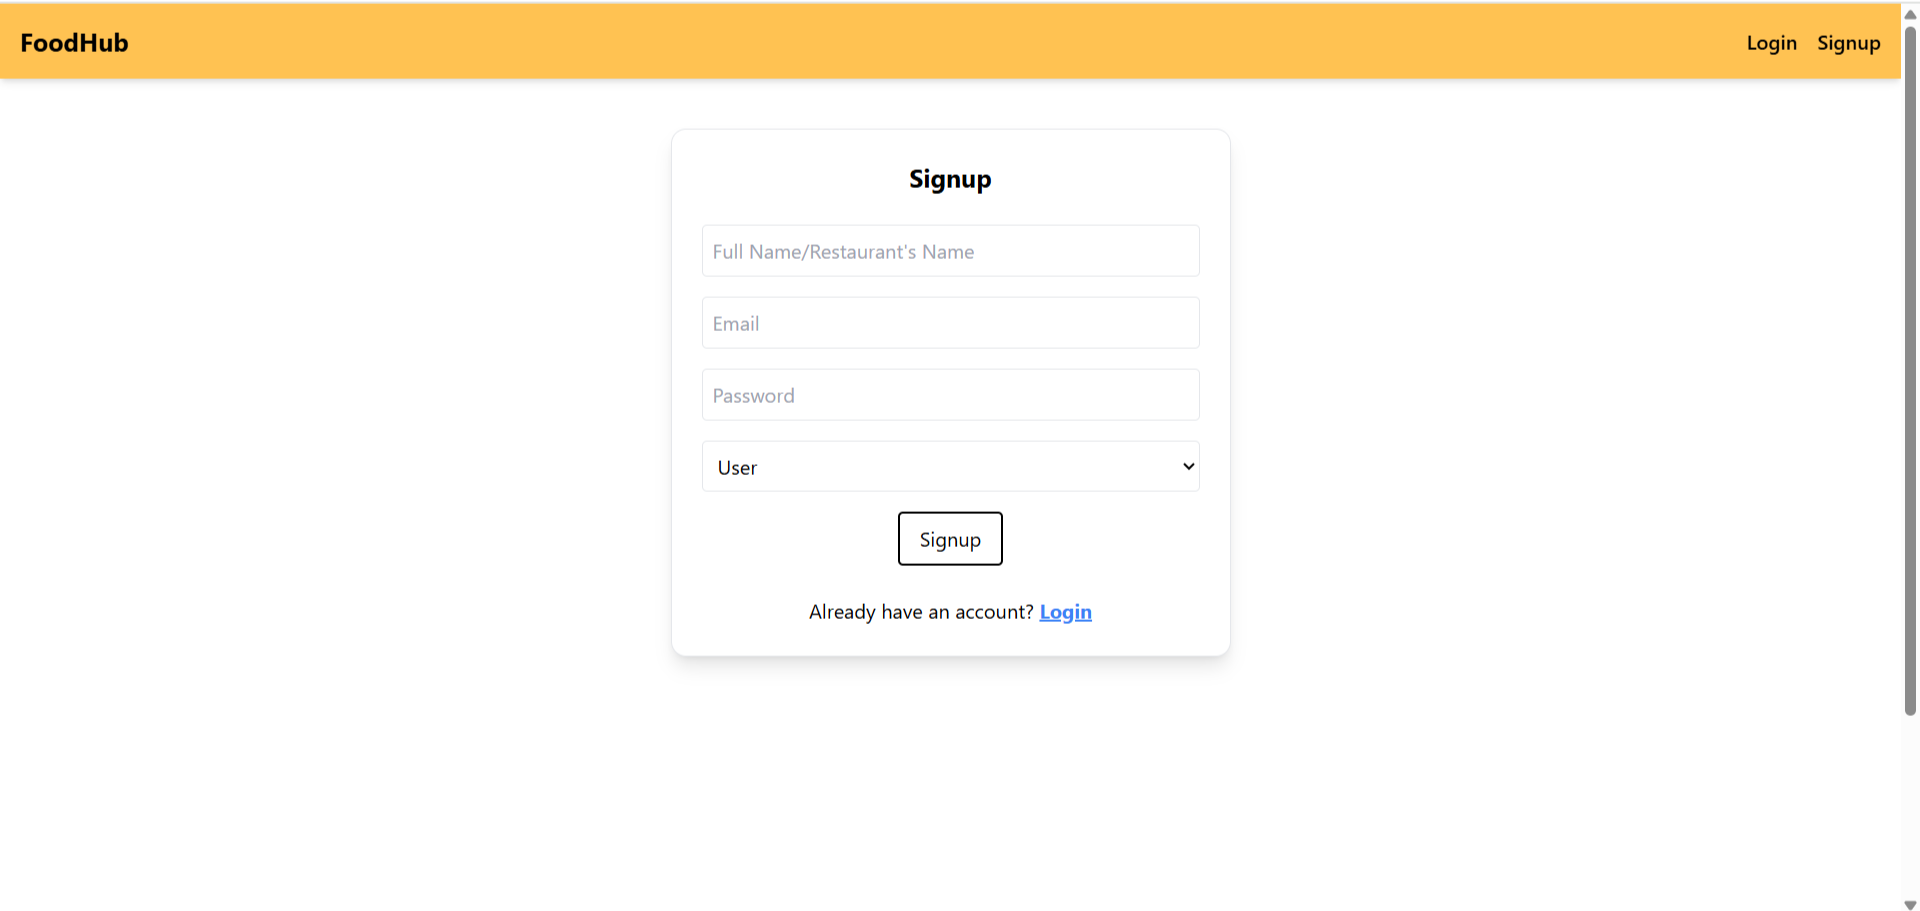 FoodHub
Login Signup
Signup
Full Name/Restaurant's Name
Email
Password
User
Signup
Already have an account? Login